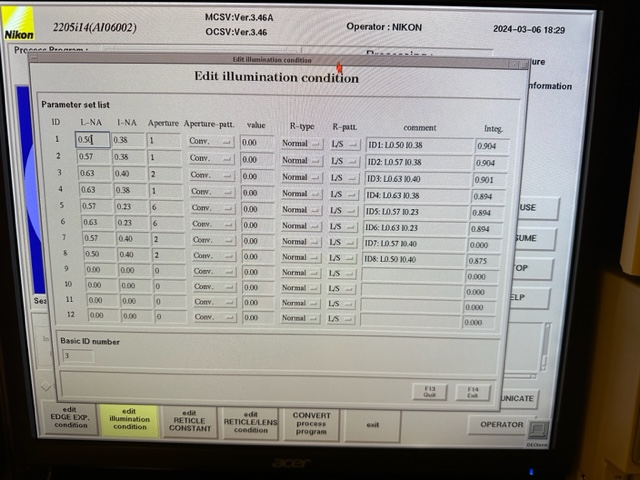 MCSV:Ver.3.46A
Nikon 2205i14(AI06002) OCSV:Ver.3.46 Operator : NIKON 2024-03-06 18:29
Edit illumination condition
Edit illumination condition
Parameter set list
ID L-NA I-NA Aperture Aperture-patt. value R-type R-patt. comment Integ.
1 0.50 0.38 1 Conv. 0.00 Normal L/S ID1: L0.50 I0.38 0.904
2 0.57 0.38 1 Conv. 0.00 Normal L/S ID2: L0.57 I0.38 0.904
3 0.63 0.40 2 Conv. 0.00 Normal L/S ID3: L0.63 I0.40 0.901
4 0.63 0.38 1 Conv. 0.00 Normal L/S ID4: L0.63 I0.38 0.894
5 0.57 0.23 6 Conv. 0.00 Normal L/S ID5: L0.57 I0.23 0.894
6 0.63 0.23 6 Conv. 0.00 Normal L/S ID6: L0.63 I0.23 0.894
7 0.57 0.40 2 Conv. 0.00 Normal L/S ID7: L0.57 I0.40 0.000
8 0.50 0.40 2 Conv. 0.00 Normal L/S ID8: L0.50 I0.40 0.875
9 0.00 0.00 0 Conv. 0.00 Normal L/S 0.000
10 0.00 0.00 0 Conv. 0.00 Normal L/S 0.000
11 0.00 0.00 0 Conv. 0.00 Normal L/S 0.000
12 0.00 0.00 0 Conv. 0.00 Normal L/S 0.000
Basic ID number
3
F13 Quit
F14 Exit
edit EDGE EXP. condition
edit illumination condition
edit RETICLE CONSTANT
edit RETICLE/LENS condition
CONVERT process program
exit
OPERATOR
acer